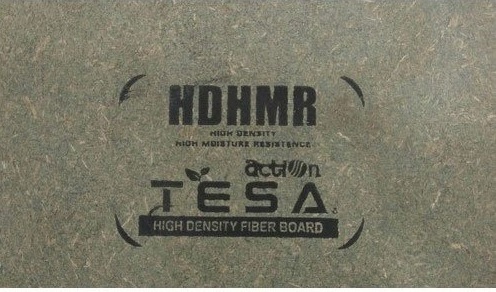 HDHMR
HIGH DENSITY
HIGH MOISTURE RESISTENCE
action
TESA
HIGH DENSITY FIBER BOARD